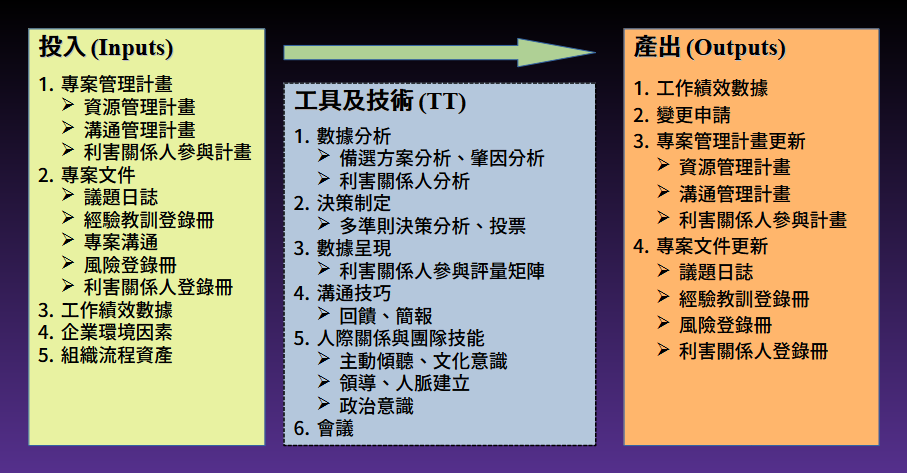 投入 (Inputs)
1. 專案管理計畫
➢ 資源管理計畫
➢ 溝通管理計畫
➢ 利害關係人參與計畫
2. 專案文件
➢ 議題日誌
➢ 經驗教訓登錄冊
➢ 專案溝通
➢ 風險登錄冊
➢ 利害關係人登錄冊
3. 工作績效數據
4. 企業環境因素
5. 組織流程資產
工具及技術 (TT)
1. 數據分析
➢ 備選方案分析、肇因分析
➢ 利害關係人分析
2. 決策制定
➢ 多準則決策分析、投票
3. 數據呈現
➢ 利害關係人參與評量矩陣
4. 溝通技巧
➢ 回饋、簡報
5. 人際關係與團隊技能
➢ 主動傾聽、文化意識
➢ 領導、人脈建立
➢ 政治意識
6. 會議
產出 (Outputs)
1. 工作績效數據
2. 變更申請
3. 專案管理計畫更新
➢ 資源管理計畫
➢ 溝通管理計畫
➢ 利害關係人參與計畫
4. 專案文件更新
➢ 議題日誌
➢ 經驗教訓登錄冊
➢ 風險登錄冊
➢ 利害關係人登錄冊